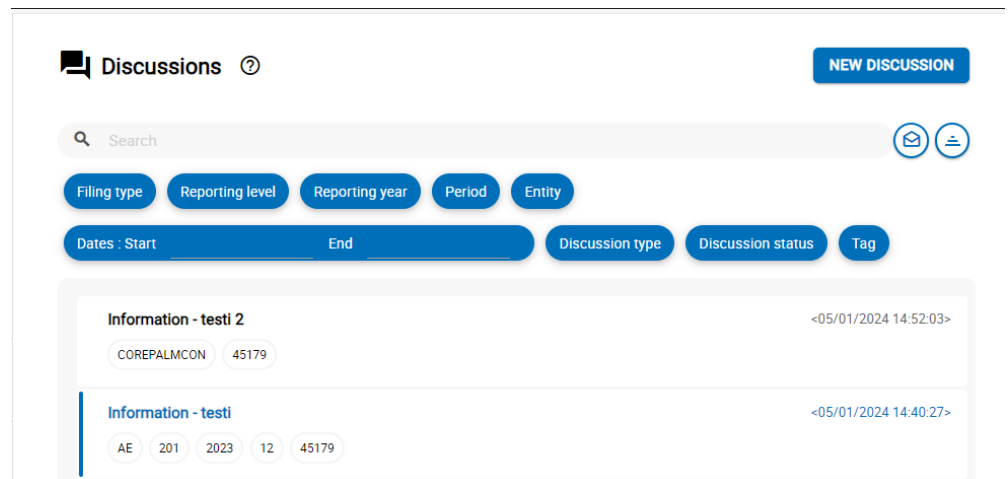 Discussions
NEW DISCUSSION
Search
Filing type Reporting level Reporting year Period Entity
Dates : Start End Discussion type Discussion status Tag
Information - testi 2 <05/01/2024 14:52:03>
COREPALMCON 45179
Information - testi <05/01/2024 14:40:27>
AE 201 2023 12 45179